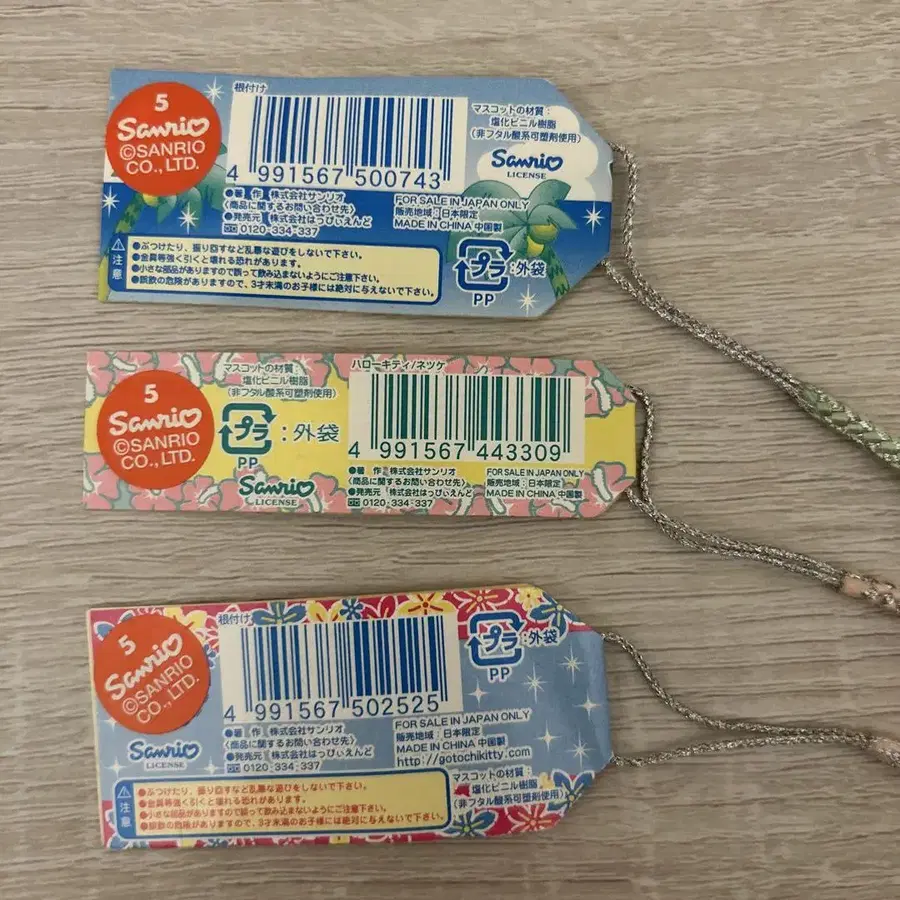 5
Sanrio
©SANRIO
CO., LTD.
根付け
4 991567 500743
マスコットの材質:
塩化ビニル樹脂
(非フタル酸系可塑剤使用)
Sanrio
LICENSE
●著 作 株式会社サンリオ
〈商品に関するお問い合わせ先〉
●発売元 株式会社はっぴぃえんど
0120-334-337
FOR SALE IN JAPAN ONLY
販売地域:日本限定
MADE IN CHINA 中国製
注意
●ぶつけたり、振り回すなど乱暴な遊びをしないで下さい。
●金具等強く引くと壊れる恐れがあります。
●小さな部品がありますので誤って飲み込まないようにご注意下さい。
●誤飲の危険がありますので、3才未満のお子様には絶対に与えないで下さい。
プラ:外袋
PP
5
Sanrio
©SANRIO
CO., LTD.
マスコットの材質:
塩化ビニル樹脂
(非フタル酸系可塑剤使用)
プラ:外袋
PP
Sanrio
LICENSE
ハローキティ/ネツケ
4 991567 443309
●著 作 株式会社サンリオ
〈商品に関するお問い合わせ先〉
●発売元 株式会社はっぴぃえんど
0120-334-337
FOR SALE IN JAPAN ONLY
販売地域:日本限定
MADE IN CHINA 中国製
5
Sanrio
©SANRIO
CO., LTD.
Sanrio
LICENSE
根付け
4 991567 502525
プラ:外袋
PP
●著 作 株式会社サンリオ
〈商品に関するお問い合わせ先〉
●発売元 株式会社はっぴぃえんど
0120-334-337
FOR SALE IN JAPAN ONLY
販売地域:日本限定
MADE IN CHINA 中国製
http://gotochikitty.com/
マスコットの材質:
塩化ビニル樹脂
(非フタル酸系可塑剤使用)
注意
●ぶつけたり、振り回すなど乱暴な遊びをしないで下さい。
●金具等強く引くと壊れる恐れがあります。
●小さな部品がありますので誤って飲み込まないようにご注意下さい。
●誤飲の危険がありますので、3才未満のお子様には絶対に与えないで下さい。